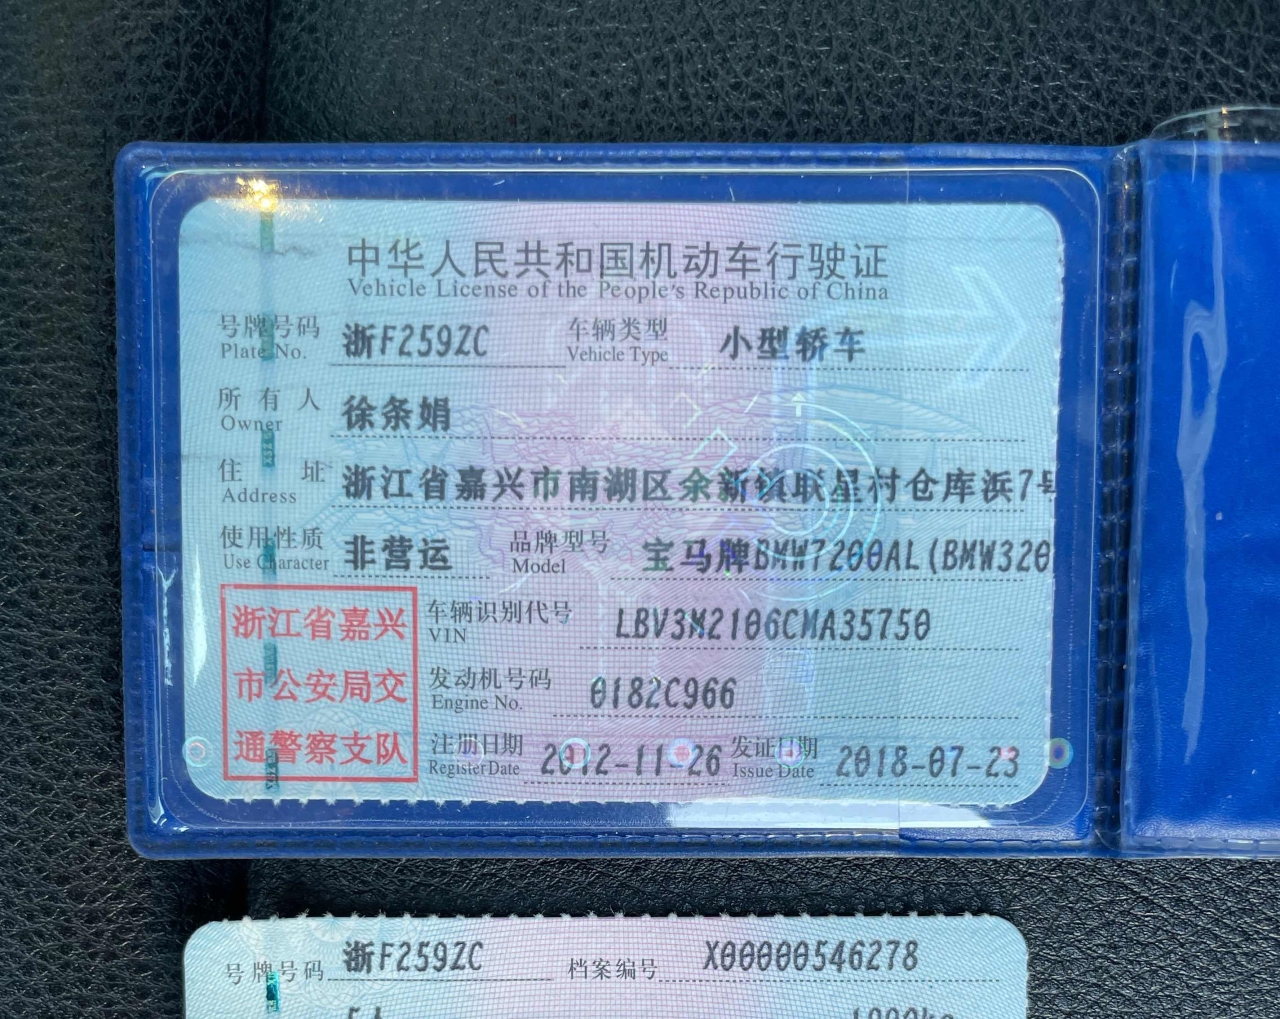 中华人民共和国机动车行驶证
Vehicle License of the People's Republic of China
号牌号码 浙F259ZC 车辆类型 小型轿车
Plate No. Vehicle Type
所有人 徐条娟
Owner
住址 浙江省嘉兴市南湖区余新镇联星村仓库浜7号
Address
使用性质 非营运 品牌型号 宝马牌BMW7200AL(BMW320
Use Character Model
浙江省嘉兴
市公安局交
通警察支队
车辆识别代号 LBV3M2106CMA35750
VIN
发动机号码 0182C966
Engine No.
注册日期 2012-11-26 发证日期 2018-07-23
Register Date Issue Date
号牌号码 浙F259ZC 档案编号 X00000546278